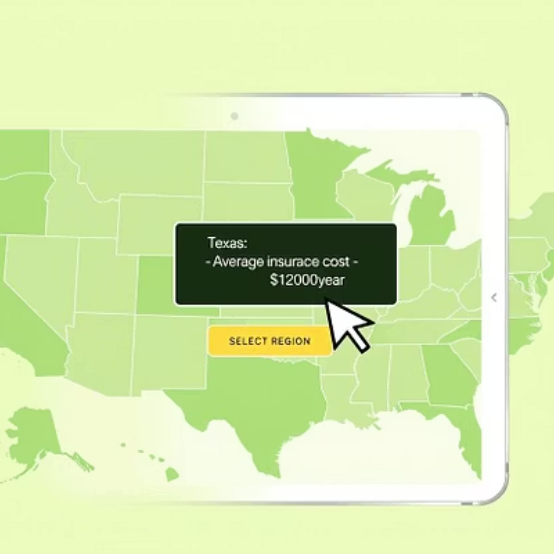 Texas:
- Average insurace cost -
$12000year
SELECT REGION